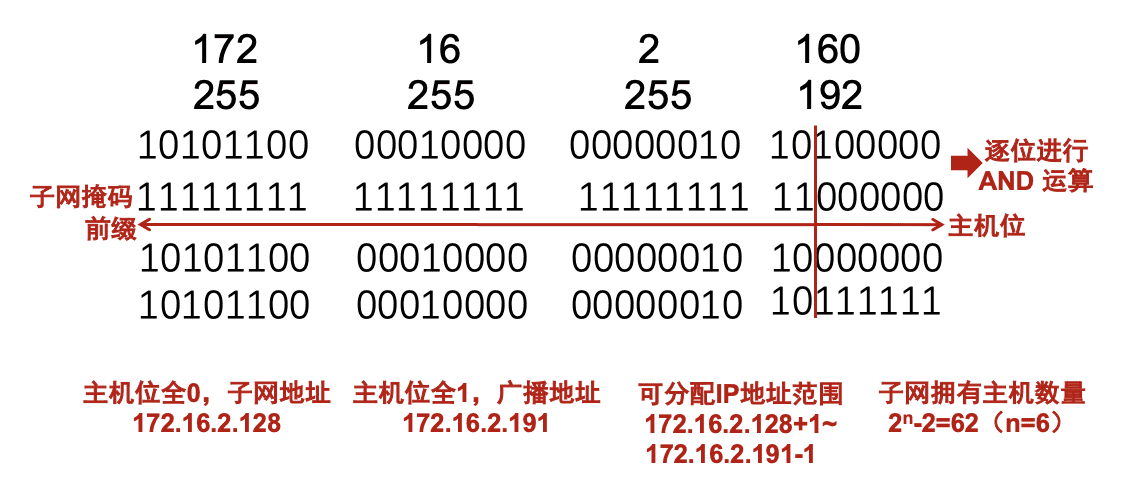 172 16 2 160
255 255 255 192
10101100 00010000 00000010 10100000
逐位进行
AND 运算
子网掩码 11111111 11111111 11111111 11000000
前缀 主机位
10101100 00010000 00000010 10000000
10101100 00010000 00000010 10111111
主机位全0，子网地址
172.16.2.128
主机位全1，广播地址
172.16.2.191
可分配IP地址范围
172.16.2.128+1~
172.16.2.191-1
子网拥有主机数量
2ⁿ-2=62（n=6）